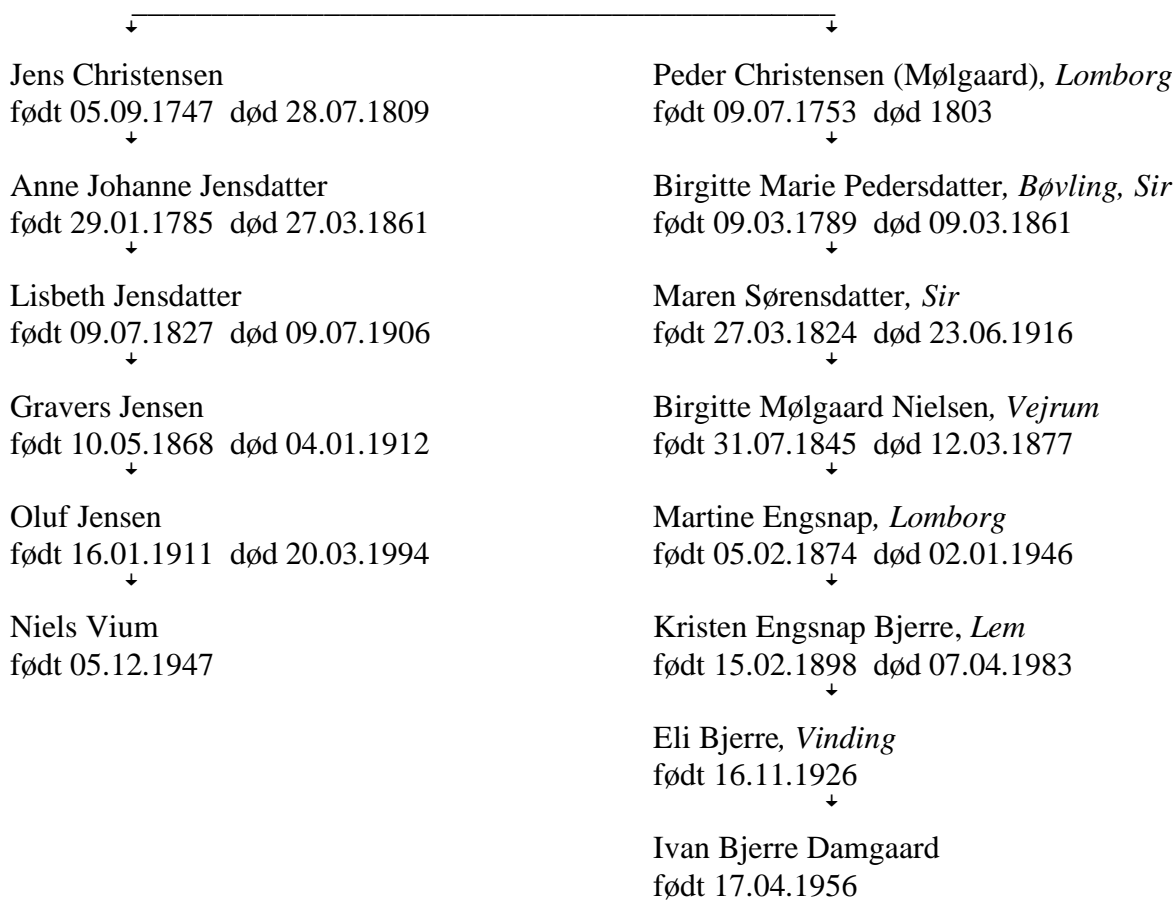 Jens Christensen
født 05.09.1747 død 28.07.1809
Anne Johanne Jensdatter
født 29.01.1785 død 27.03.1861
Lisbeth Jensdatter
født 09.07.1827 død 09.07.1906
Gravers Jensen
født 10.05.1868 død 04.01.1912
Oluf Jensen
født 16.01.1911 død 20.03.1994
Niels Vium
født 05.12.1947
Peder Christensen (Mølgaard), Lomborg
født 09.07.1753 død 1803
Birgitte Marie Pedersdatter, Bøvling, Sir
født 09.03.1789 død 09.03.1861
Maren Sørensdatter, Sir
født 27.03.1824 død 23.06.1916
Birgitte Mølgaard Nielsen, Vejrum
født 31.07.1845 død 12.03.1877
Martine Engsnap, Lomborg
født 05.02.1874 død 02.01.1946
Kristen Engsnap Bjerre, Lem
født 15.02.1898 død 07.04.1983
Eli Bjerre, Vinding
født 16.11.1926
Ivan Bjerre Damgaard
født 17.04.1956